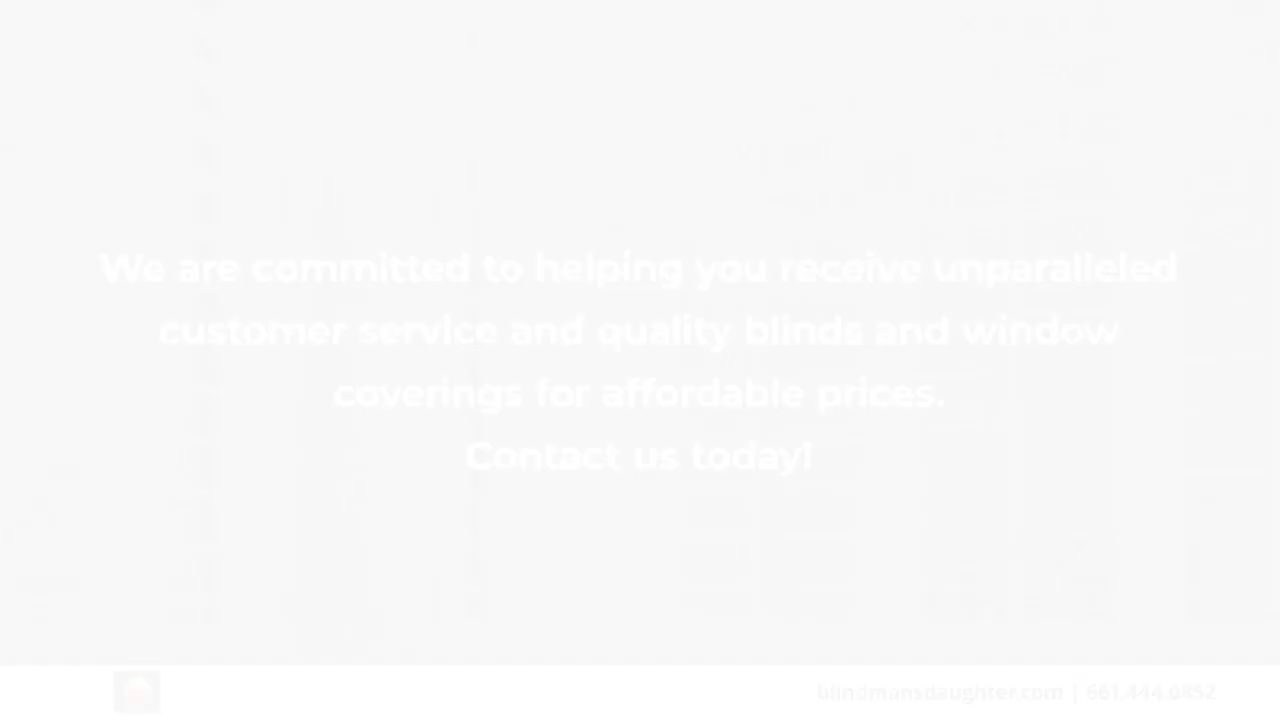 We are committed to helping you receive unparalleled
customer service and quality blinds and window
coverings for affordable prices.
Contact us today!
blindmansdaughter.com | 561.444.0852